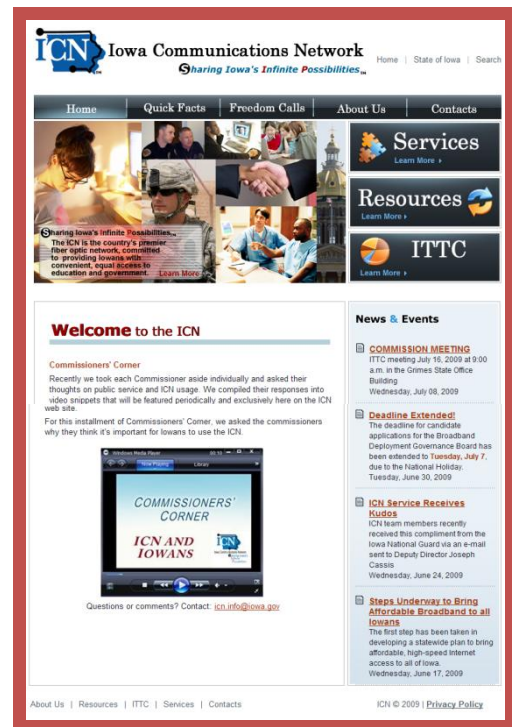 ICN
Iowa Communications Network
Sharing Iowa's Infinite Possibilities
Home | State of Iowa | Search
Home
Quick Facts
Freedom Calls
About Us
Contacts
Sharing Iowa's Infinite Possibilities
The ICN is the country's premier
fiber optic network, committed
to providing Iowans with
convenient, equal access to
education and government. Learn More
Services
Learn More
Resources
Learn More
ITTC
Learn More
Welcome to the ICN
Commissioners' Corner
Recently we took each Commissioner aside individually and asked their
thoughts on public service and ICN usage. We compiled their responses into
video snippets that will be featured periodically and exclusively here on the ICN
web site.
For this installment of Commissioners' Corner, we asked the commissioners
why they think it's important for Iowans to use the ICN.
Windows Media Player
Now Playing
Library
COMMISSIONERS'
CORNER
ICN AND
IOWANS
ICN
Questions or comments? Contact: icn.info@iowa.gov
News & Events
COMMISSION MEETING
ITTC meeting July 16, 2009 at 9:00
a.m. in the Grimes State Office
Building
Wednesday, July 08, 2009
Deadline Extended!
The deadline for candidate
applications for the Broadband
Deployment Governance Board has
been extended to Tuesday, July 7,
due to the National Holiday.
Tuesday, June 30, 2009
ICN Service Receives
Kudos
ICN team members recently
received this compliment from the
Iowa National Guard via an e-mail
sent to Deputy Director Joseph
Cassis
Wednesday, June 24, 2009
Steps Underway to Bring
Affordable Broadband to all
Iowans
The first step has been taken in
developing a statewide plan to bring
affordable, high-speed Internet
access to all of Iowa.
Wednesday, June 17, 2009
About Us | Resources | ITTC | Services | Contacts
ICN © 2009 | Privacy Policy